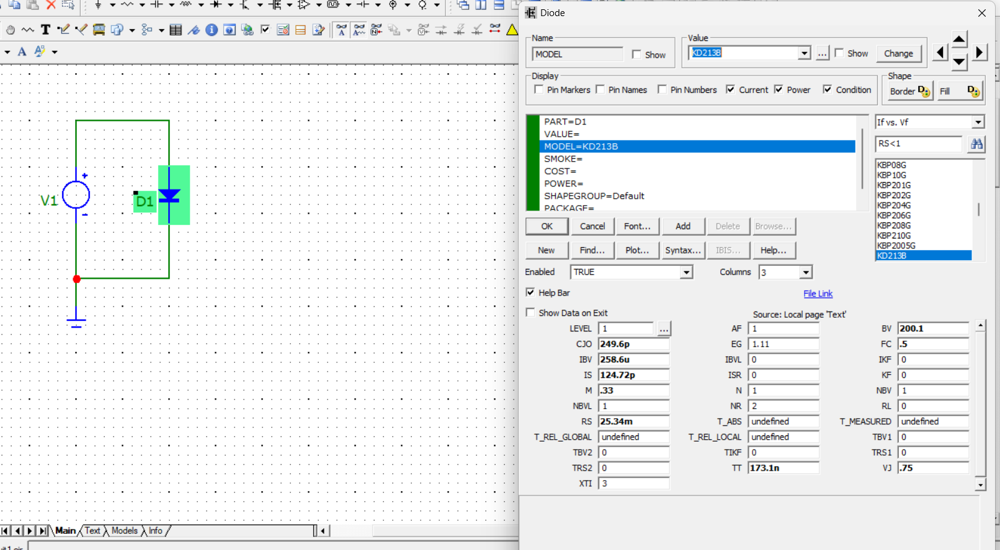 Diode
Name
MODEL
Show
Value
KD213B
...
Show
Change
Display
Pin Markers
Pin Names
Pin Numbers
Current
Power
Condition
Shape
Border
Fill
PART=D1
VALUE=
MODEL=KD213B
SMOKE=
COST=
POWER=
SHAPEGROUP=Default
PACKAGE=
If vs. Vf
RS<1
KBP08G
KBP10G
KBP201G
KBP202G
KBP204G
KBP206G
KBP208G
KBP210G
KBP2005G
KD213B
OK
Cancel
Font...
Add
Delete
Browse...
New
Find...
Plot...
Syntax...
IBIS...
Help...
Enabled
TRUE
Columns
3
Help Bar
File Link
Show Data on Exit
Source: Local page 'Text'
LEVEL 1 ... AF 1 BV 200.1
CJO 249.6p EG 1.11 FC .5
IBV 258.6u IBVL 0 IKF 0
IS 124.72p ISR 0 KF 0
M .33 N 1 NBV 1
NBVL 1 NR 2 RL 0
RS 25.34m T_ABS undefined T_MEASURED undefined
T_REL_GLOBAL undefined T_REL_LOCAL undefined TBV1 0
TBV2 0 TIKF 0 TRS1 0
TRS2 0 TT 173.1n VJ .75
XTI 3
V1
+
-
D1
Main
Text
Models
Info